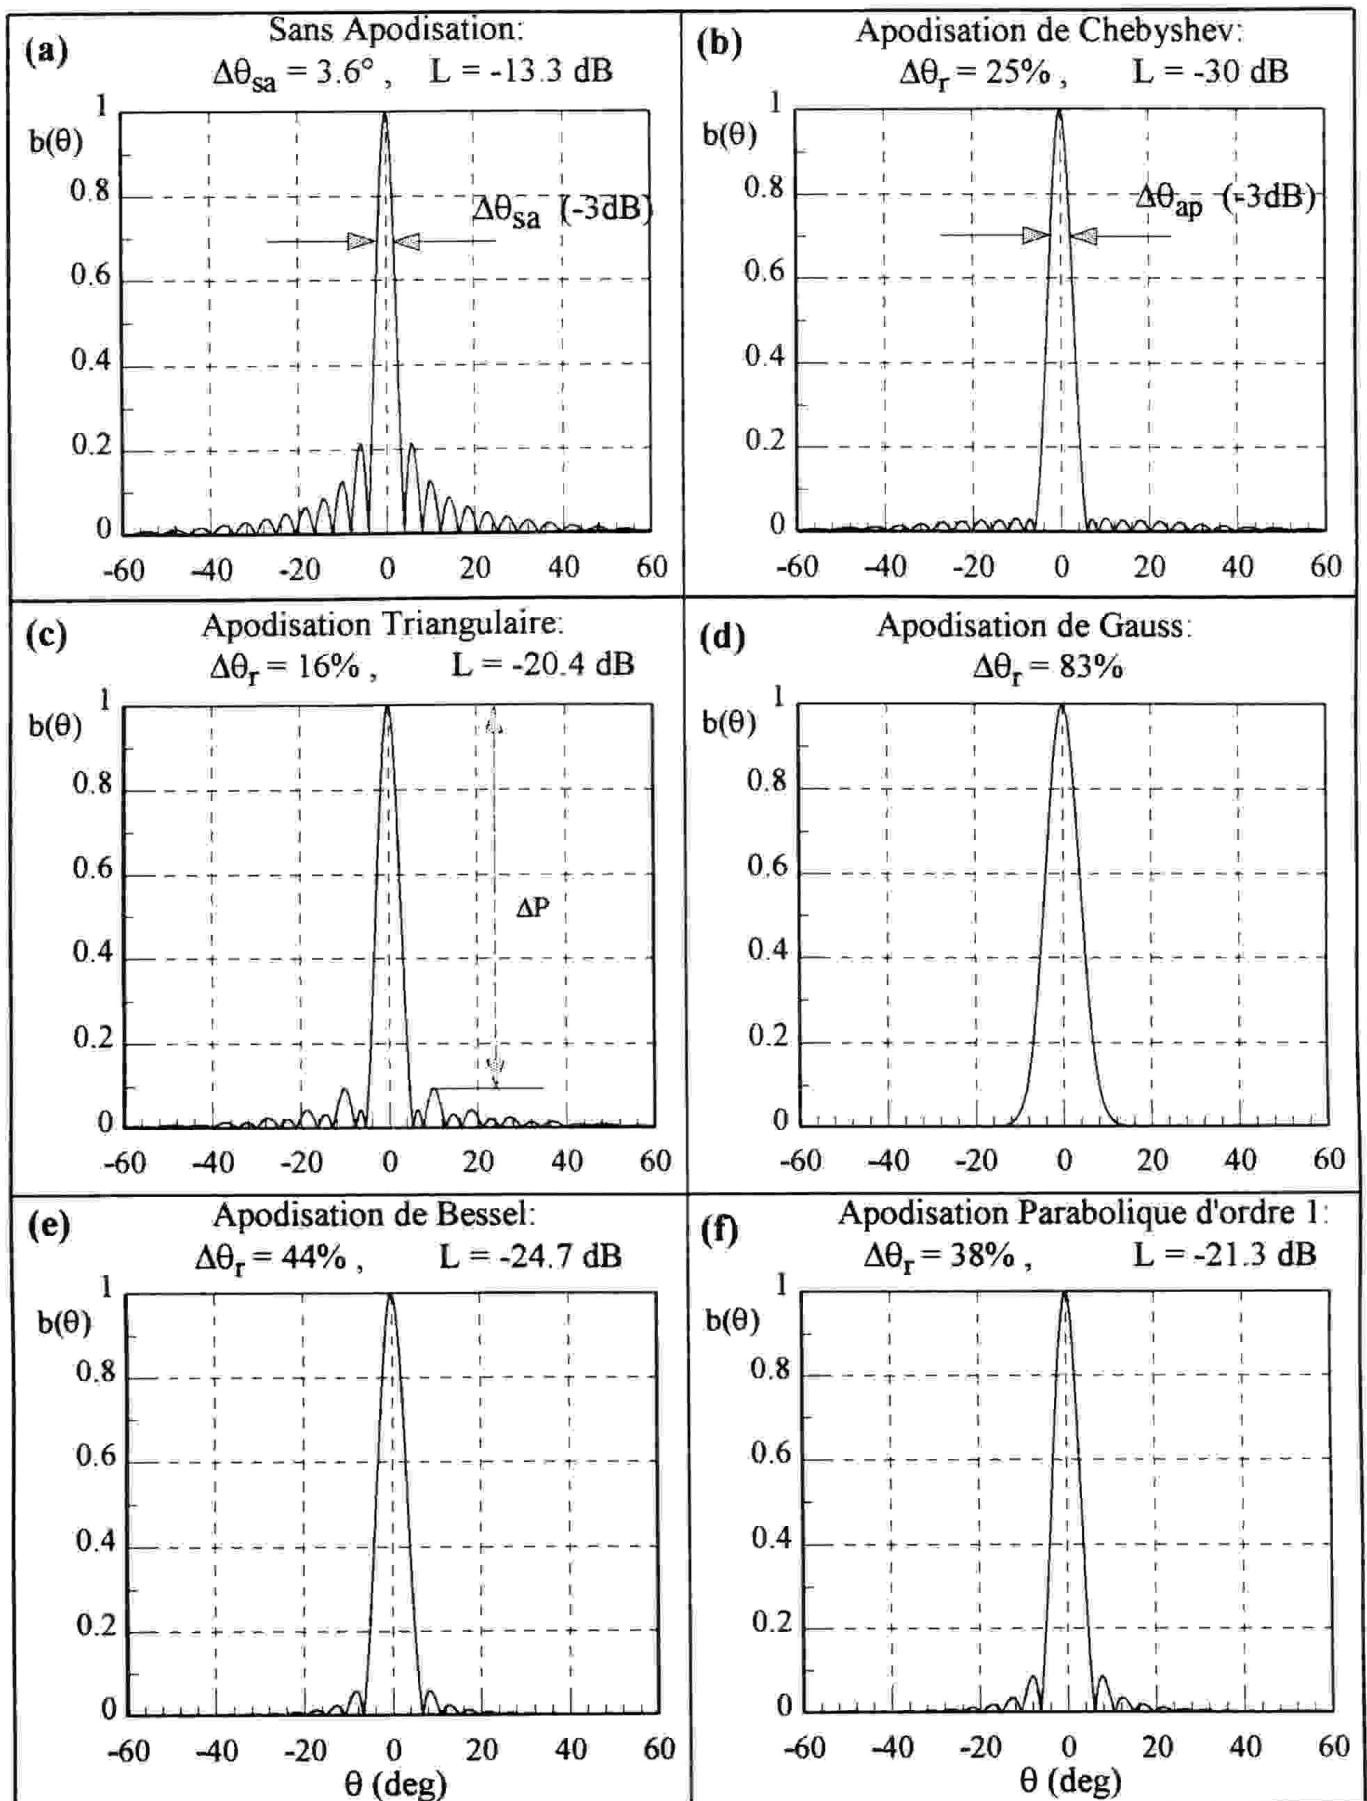 (a)
Sans Apodisation:
Δθsa = 3.6° , L = -13.3 dB
b(θ)
1
0.8
0.6
0.4
0.2
0
Δθsa (-3dB)
-60 -40 -20 0 20 40 60
(b)
Apodisation de Chebyshev:
Δθr = 25% , L = -30 dB
b(θ)
1
0.8
0.6
0.4
0.2
0
Δθap (-3dB)
-60 -40 -20 0 20 40 60
(c)
Apodisation Triangulaire:
Δθr = 16% , L = -20.4 dB
b(θ)
1
0.8
0.6
0.4
0.2
0
ΔP
-60 -40 -20 0 20 40 60
(d)
Apodisation de Gauss:
Δθr = 83%
b(θ)
1
0.8
0.6
0.4
0.2
0
-60 -40 -20 0 20 40 60
(e)
Apodisation de Bessel:
Δθr = 44% , L = -24.7 dB
b(θ)
1
0.8
0.6
0.4
0.2
0
-60 -40 -20 0 20 40 60
θ (deg)
(f)
Apodisation Parabolique d'ordre 1:
Δθr = 38% , L = -21.3 dB
b(θ)
1
0.8
0.6
0.4
0.2
0
-60 -40 -20 0 20 40 60
θ (deg)